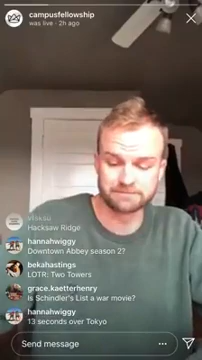 campusfellowship
was live · 2h ago
Hacksaw Ridge
hannahwiggy
Downtown Abbey season 2?
bekahastings
LOTR: Two Towers
grace.kaetterhenry
Is Schindler's List a war movie?
hannahwiggy
13 seconds over Tokyo
Send message